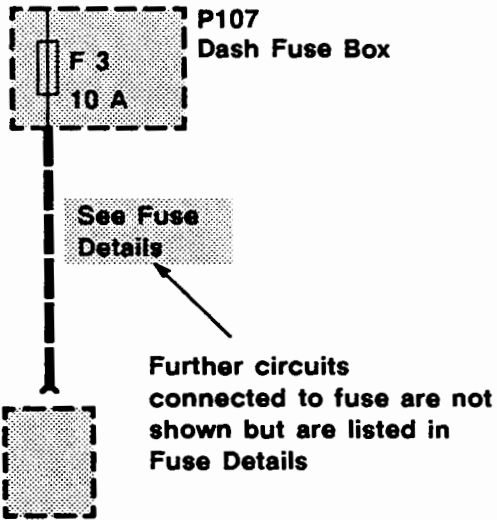 P107
Dash Fuse Box
F 3
10 A
See Fuse
Details
Further circuits
connected to fuse are not
shown but are listed in
Fuse Details